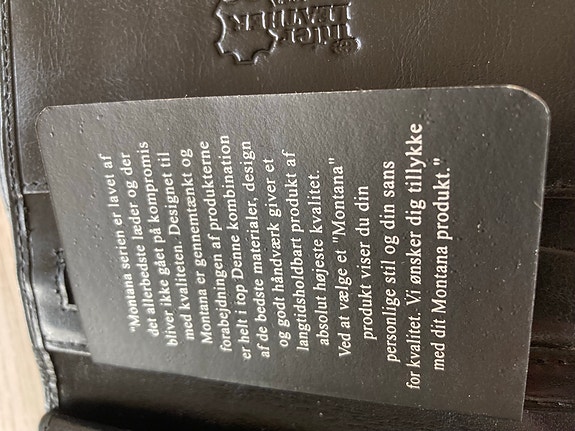 Inter
LEATHER
®
"Montana serien er lavet af
det allerbedste læder og der
bliver ikke gået på kompromis
med kvaliteten. Designet til
Montana er gennemtænkt og
forabejdningen af produkterne
er helt i top Denne kombination
af de bedste materialer, design
og godt håndværk giver et
langtidsholdbart produkt af
absolut højeste kvalitet.
Ved at vælge et "Montana"
produkt viser du din
personlige stil og din sans
for kvalitet. Vi ønsker dig tillykke
med dit Montana produkt."